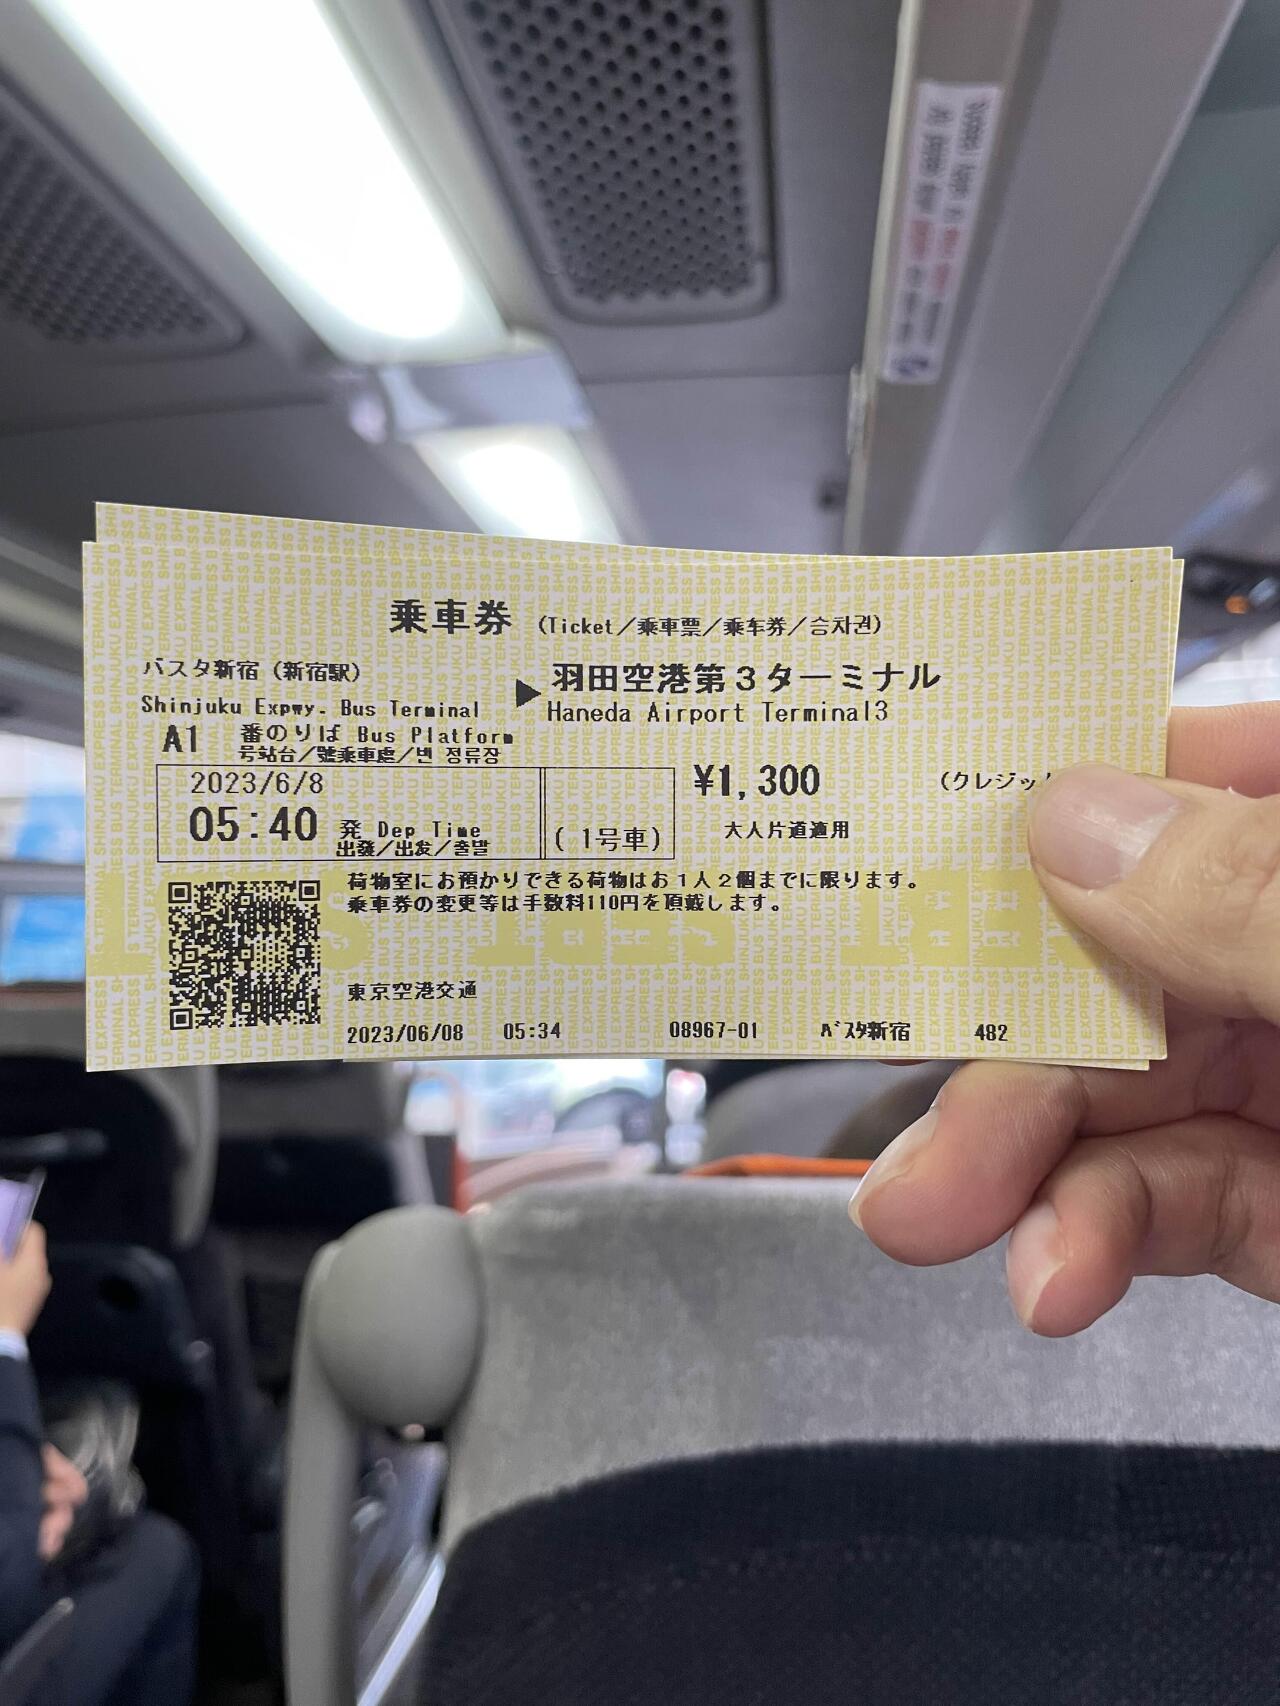 乗車券 (Ticket/乗車票/乗车券/승차권)
バスタ新宿 (新宿駅)
Shinjuku Expwy. Bus Terminal
▶ 羽田空港第3ターミナル
Haneda Airport Terminal3
A1 番のりば Bus Platform
号站台/號乗車處/번 정류장
2023/6/8
05:40 発 Dep Time
出發/出发/출발
( 1号車)
¥1,300
(クレジッ
大人片道適用
荷物室にお預かりできる荷物はお1人2個までに限ります。
乗車券の変更等は手数料110円を頂戴します。
東京空港交通
2023/06/08 05:34 08967-01 バスタ新宿 482